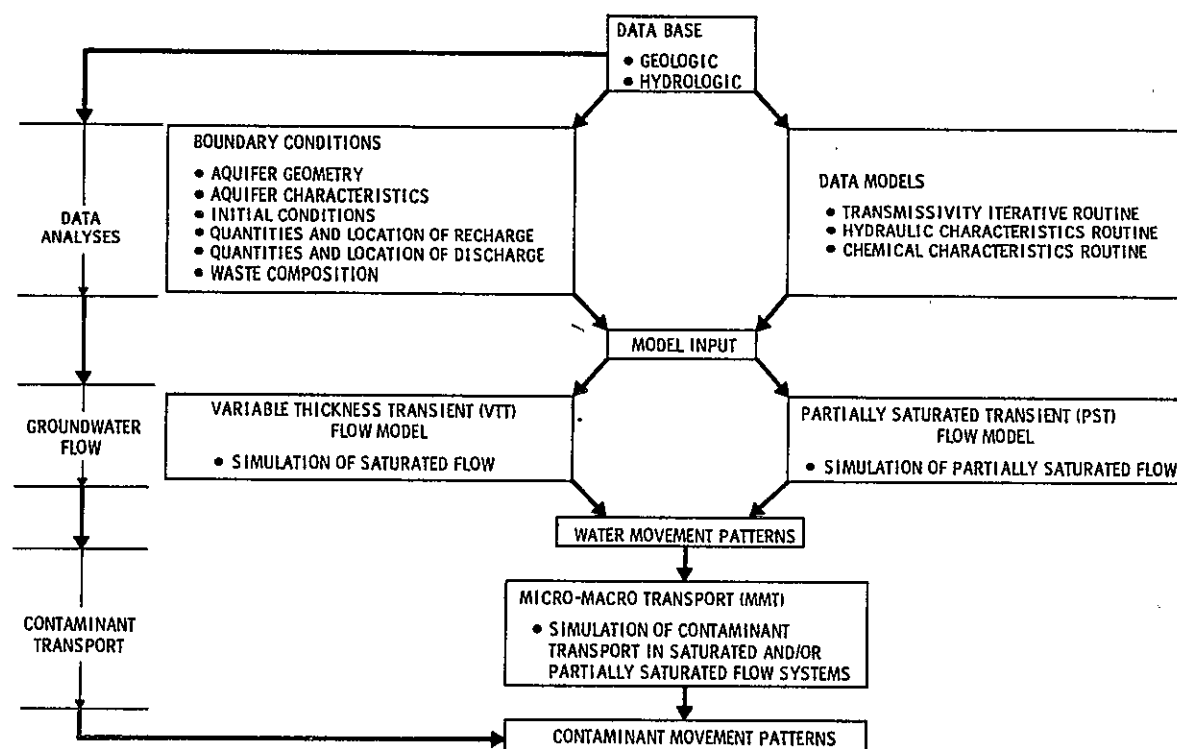 DATA BASE
• GEOLOGIC
• HYDROLOGIC
BOUNDARY CONDITIONS
• AQUIFER GEOMETRY
• AQUIFER CHARACTERISTICS
• INITIAL CONDITIONS
• QUANTITIES AND LOCATION OF RECHARGE
• QUANTITIES AND LOCATION OF DISCHARGE
• WASTE COMPOSITION
DATA MODELS
• TRANSMISSIVITY ITERATIVE ROUTINE
• HYDRAULIC CHARACTERISTICS ROUTINE
• CHEMICAL CHARACTERISTICS ROUTINE
DATA
ANALYSES
MODEL INPUT
GROUNDWATER
FLOW
VARIABLE THICKNESS TRANSIENT (VTT)
FLOW MODEL
• SIMULATION OF SATURATED FLOW
PARTIALLY SATURATED TRANSIENT (PST)
FLOW MODEL
• SIMULATION OF PARTIALLY SATURATED FLOW
WATER MOVEMENT PATTERNS
CONTAMINANT
TRANSPORT
MICRO-MACRO TRANSPORT (MMT)
• SIMULATION OF CONTAMINANT
TRANSPORT IN SATURATED AND/OR
PARTIALLY SATURATED FLOW SYSTEMS
CONTAMINANT MOVEMENT PATTERNS